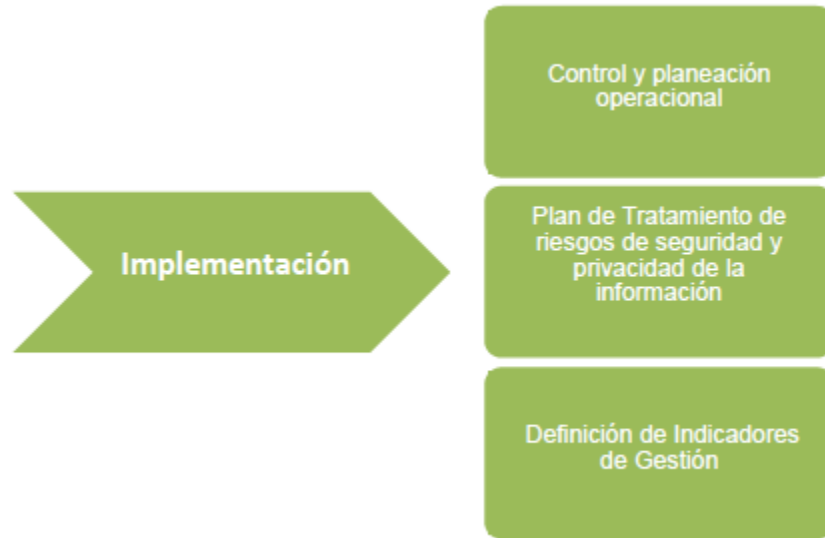 Implementación
Control y planeación
operacional
Plan de Tratamiento de
riesgos de seguridad y
privacidad de la
información
Definición de Indicadores
de Gestión